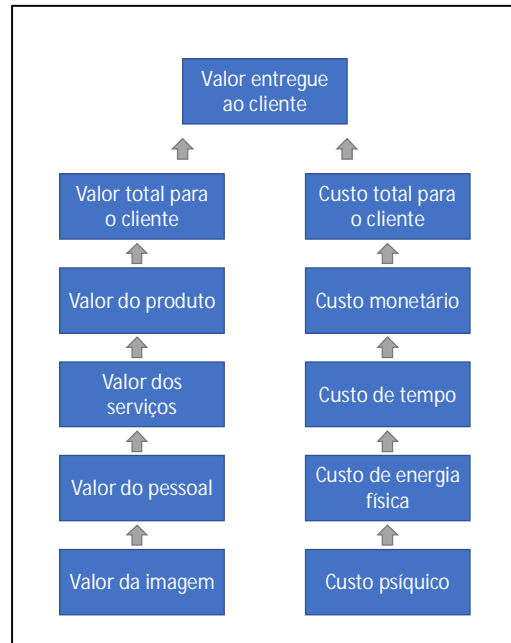 Valor entregue
ao cliente
Valor total para
o cliente
Custo total para
o cliente
Valor do produto
Custo monetário
Valor dos
serviços
Custo de tempo
Valor do pessoal
Custo de energia
física
Valor da imagem
Custo psíquico